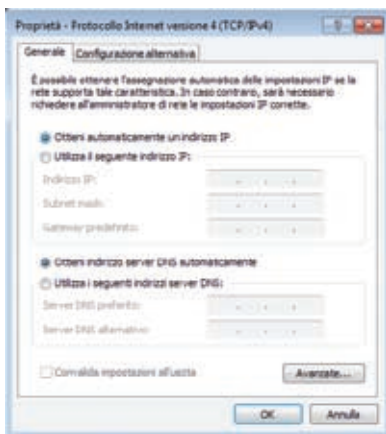 Proprietà - Protocollo Internet versione 4 (TCP/IPv4)
Generale
Configurazione alternativa
È possibile ottenere l'assegnazione automatica delle impostazioni IP se la
rete supporta tale caratteristica. In caso contrario, sarà necessario
richiedere all'amministratore di rete le impostazioni IP corrette.
Ottieni automaticamente un indirizzo IP
Utilizza il seguente indirizzo IP:
Indirizzo IP:
Subnet mask:
Gateway predefinito:
Ottieni indirizzo server DNS automaticamente
Utilizza i seguenti indirizzi server DNS:
Server DNS preferito:
Server DNS alternativo:
Convalida impostazioni all'uscita
Avanzate...
OK
Annulla